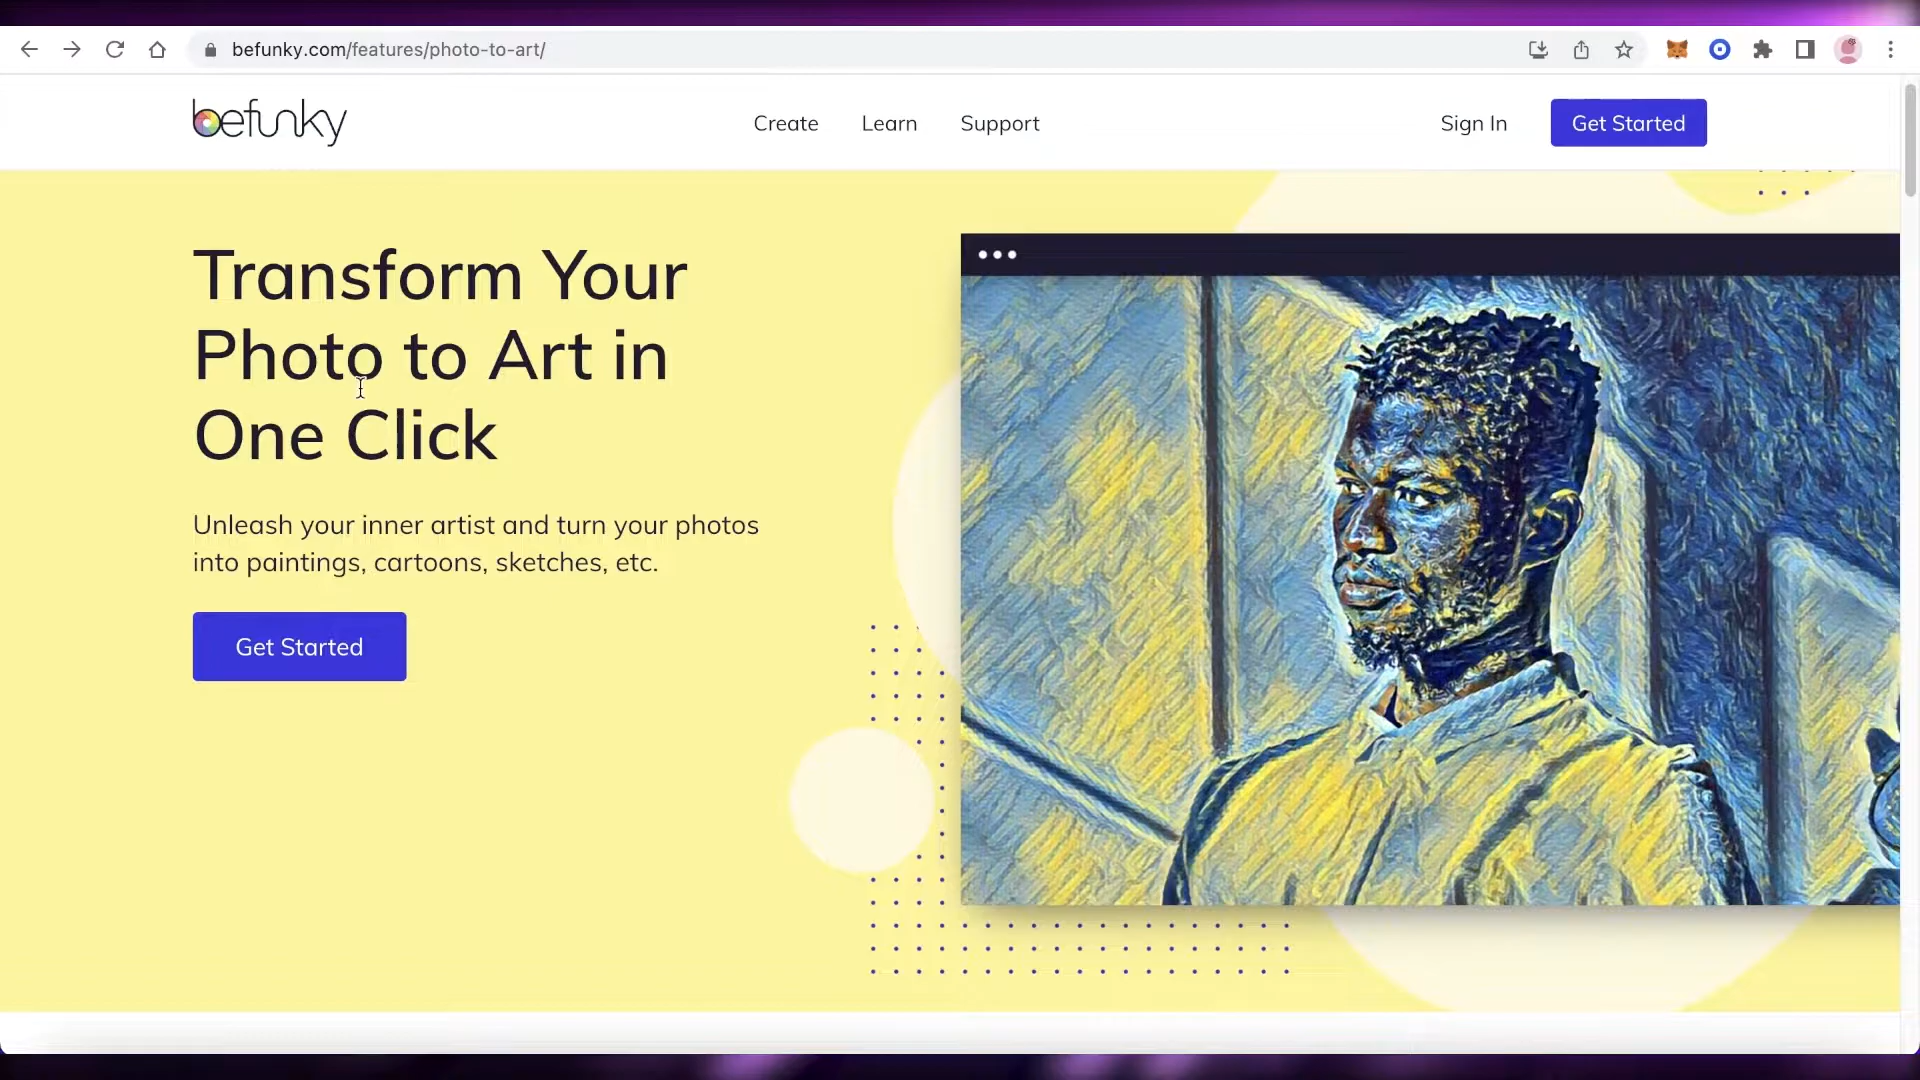 befunky.com/features/photo-to-art/
befunky
Create Learn Support Sign In Get Started
Transform Your
Photo to Art in
One Click
Unleash your inner artist and turn your photos
into paintings, cartoons, sketches, etc.
Get Started